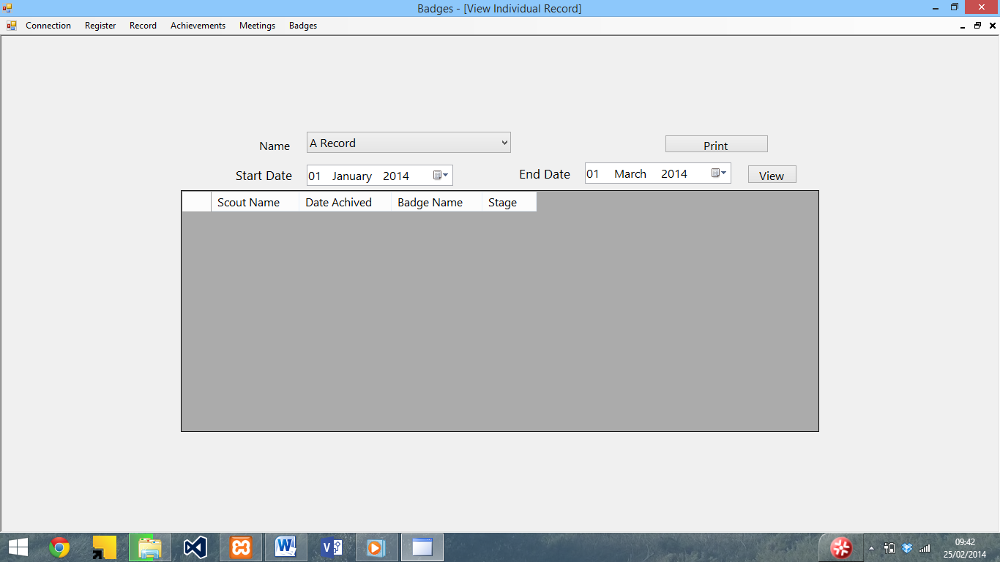 Badges - [View Individual Record]
Connection Register Record Achievements Meetings Badges
Name A Record Print
Start Date 01 January 2014 End Date 01 March 2014 View
Scout Name Date Achived Badge Name Stage
09:42
25/02/2014